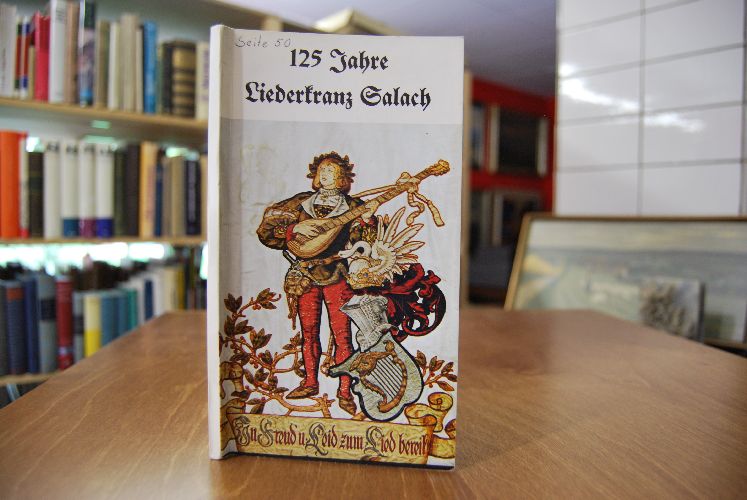 Seite 50
125 Jahre
Liederkranz Salach
In Freud u. Leid zum Lied bereit